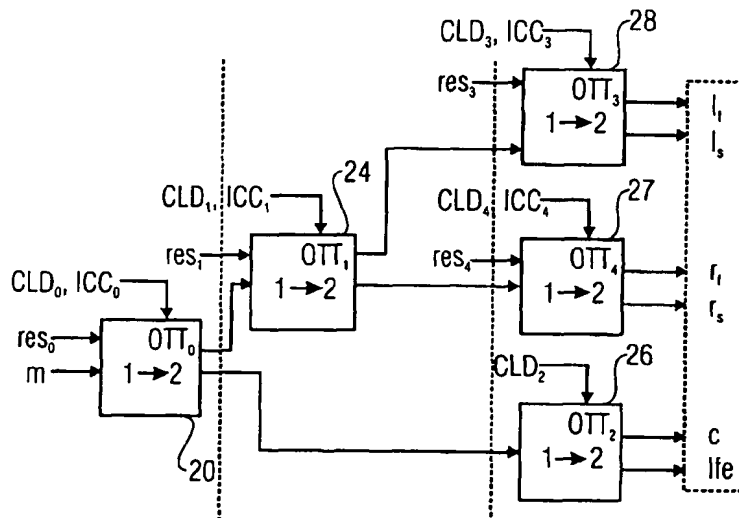 28
CLD₃, ICC₃
res₃
OTT₃
1→2
lf
ls
24
CLD₁, ICC₁
res₁
OTT₁
1→2
27
CLD₄, ICC₄
res₄
OTT₄
1→2
rf
rs
CLD₀, ICC₀
res₀
m
OTT₀
1→2
20
26
CLD₂
OTT₂
1→2
c
lfe